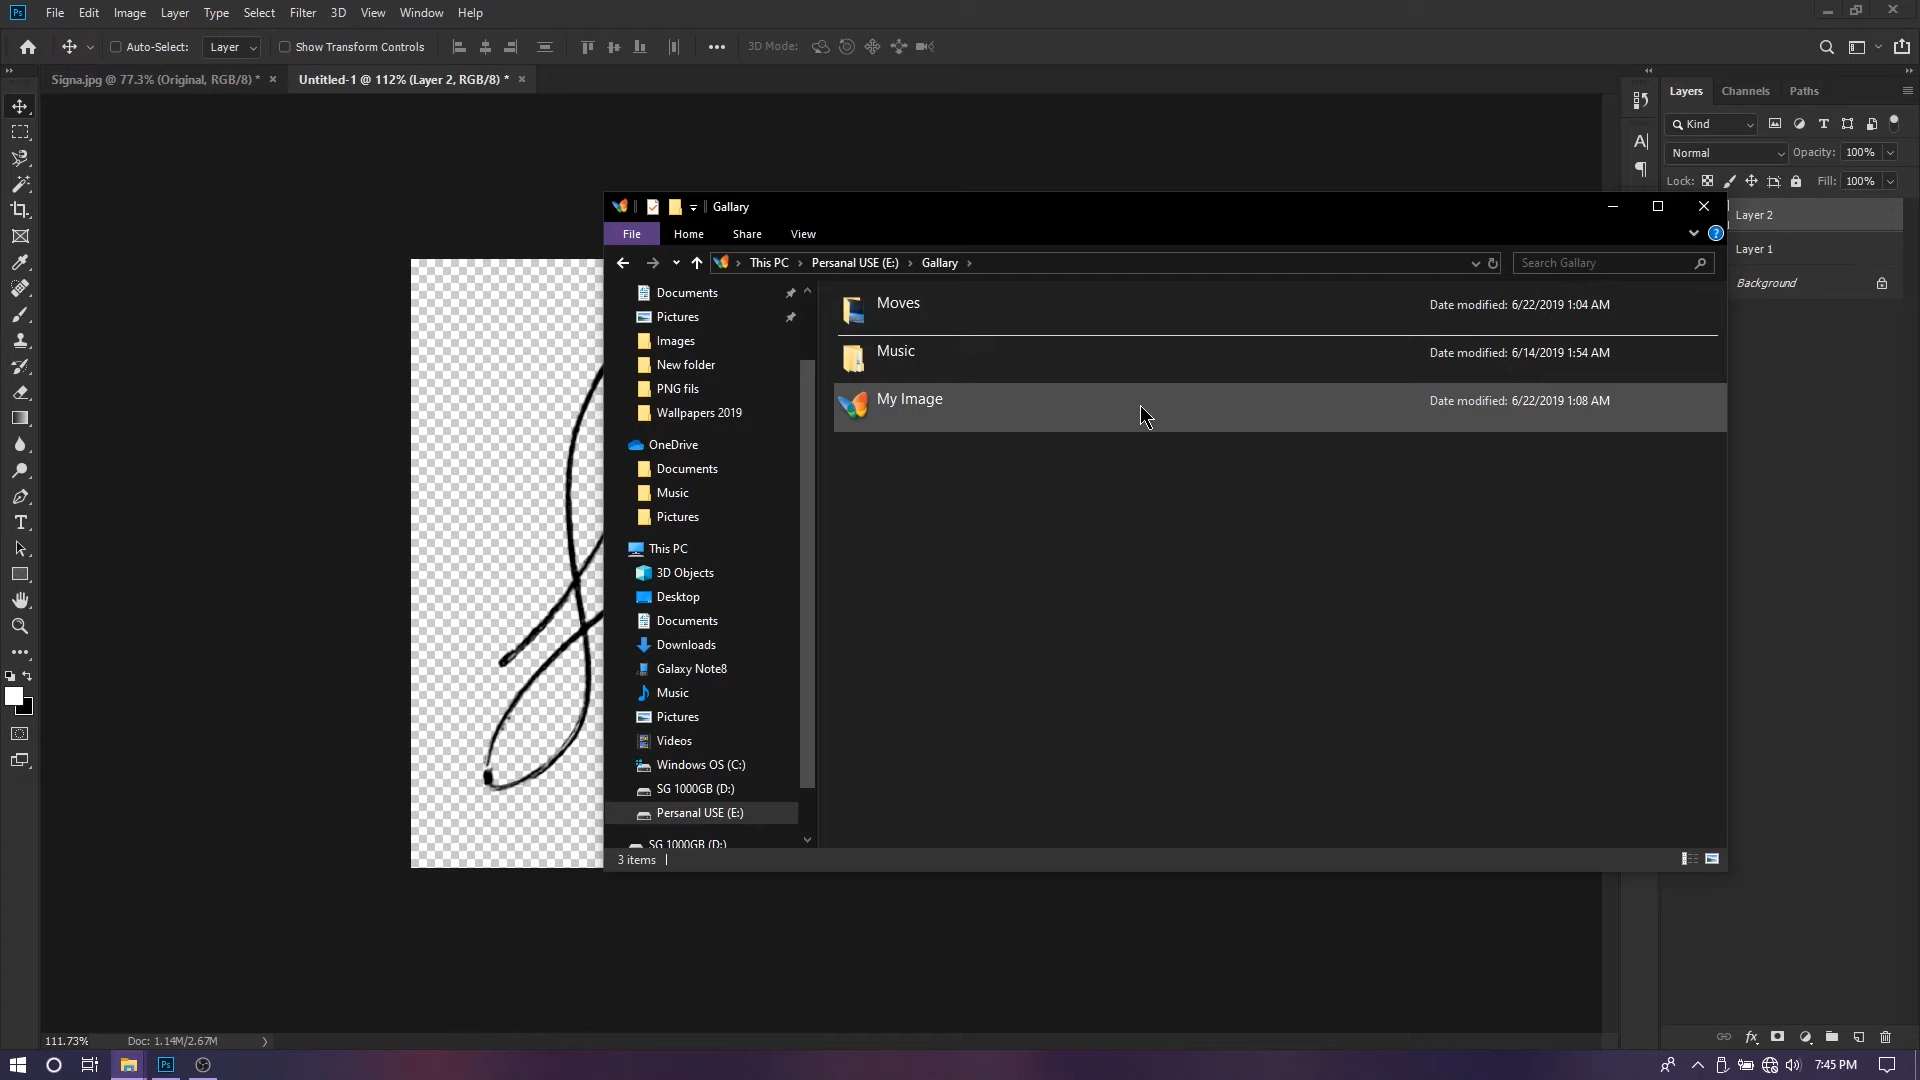 Ps File Edit Image Layer Type Select Filter 3D View Window Help
Auto-Select: Layer Show Transform Controls 3D Mode:
Signa.jpg @ 77.3% (Original, RGB/8) * × Untitled-1 @ 112% (Layer 2, RGB/8) * ×
Layers Channels Paths
Kind
Normal Opacity: 100%
Lock: Fill: 100%
Layer 2
Layer 1
Background
Gallary
File Home Share View
This PC > Persanal USE (E:) > Gallary >
Search Gallary
Documents
Pictures
Images
New folder
PNG fils
Wallpapers 2019
OneDrive
Documents
Music
Pictures
This PC
3D Objects
Desktop
Documents
Downloads
Galaxy Note8
Music
Pictures
Videos
Windows OS (C:)
SG 1000GB (D:)
Persanal USE (E:)
SG 1000GB (D:)
Moves Date modified: 6/22/2019 1:04 AM
Music Date modified: 6/14/2019 1:54 AM
My Image Date modified: 6/22/2019 1:08 AM
3 items
111.73% Doc: 1.14M/2.67M
7:45 PM